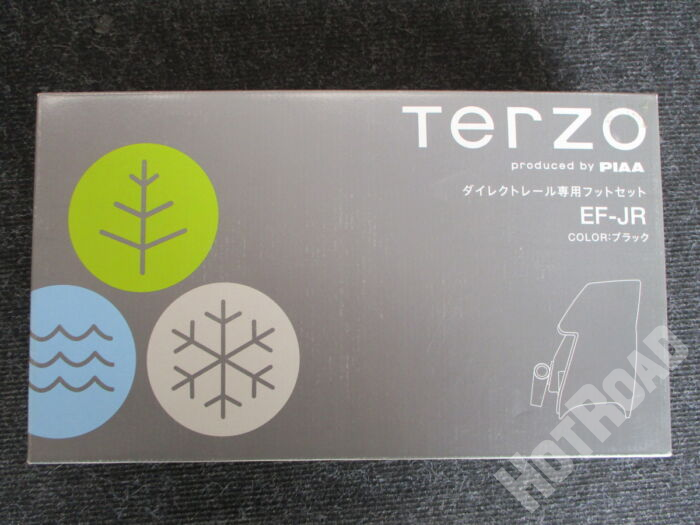 Terzo
produced by PIAA
ダイレクトレール専用フットセット
EF-JR
COLOR:ブラック
HOTROAD